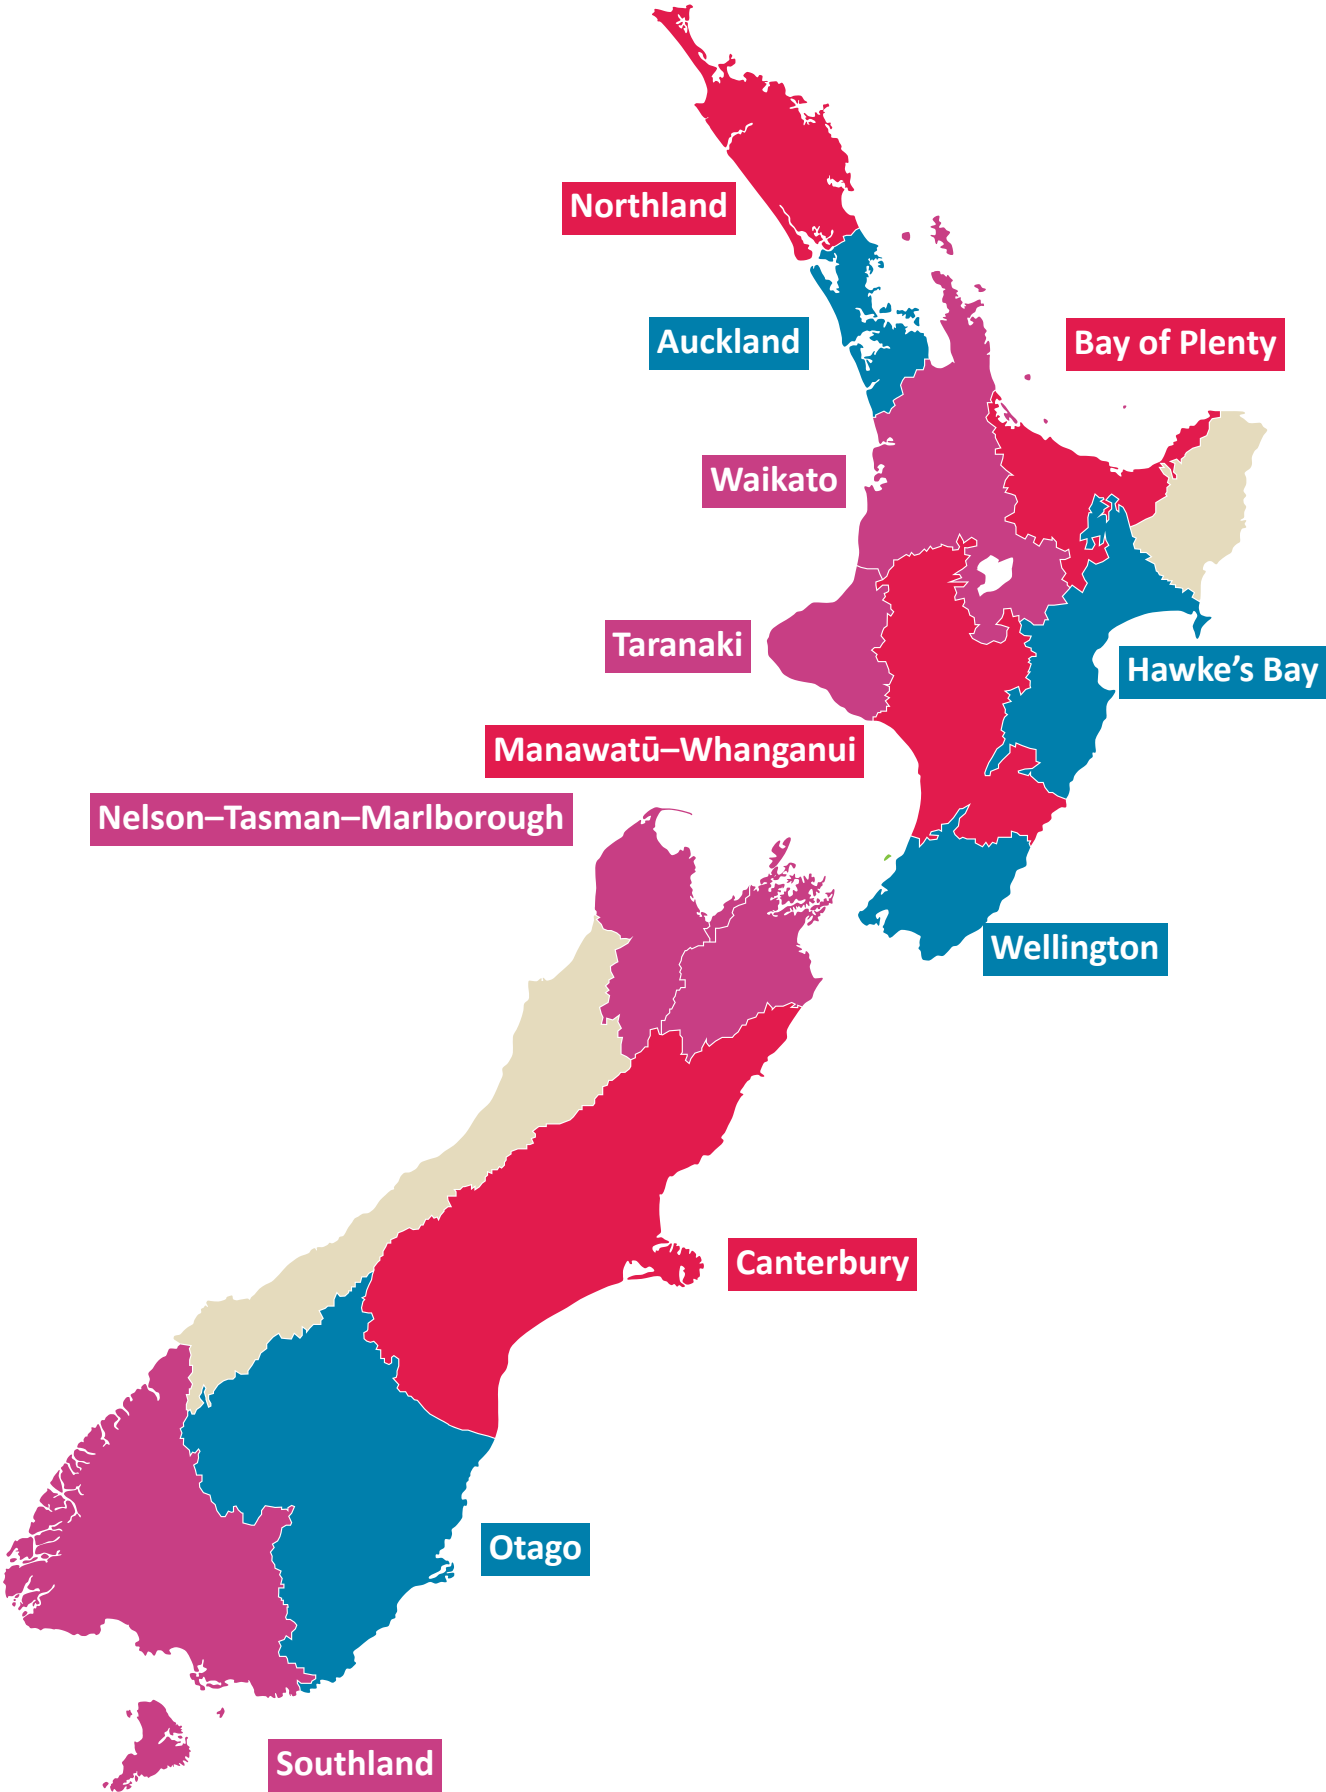 Northland
Auckland
Bay of Plenty
Waikato
Taranaki
Hawke’s Bay
Manawatū–Whanganui
Nelson–Tasman–Marlborough
Wellington
Canterbury
Otago
Southland